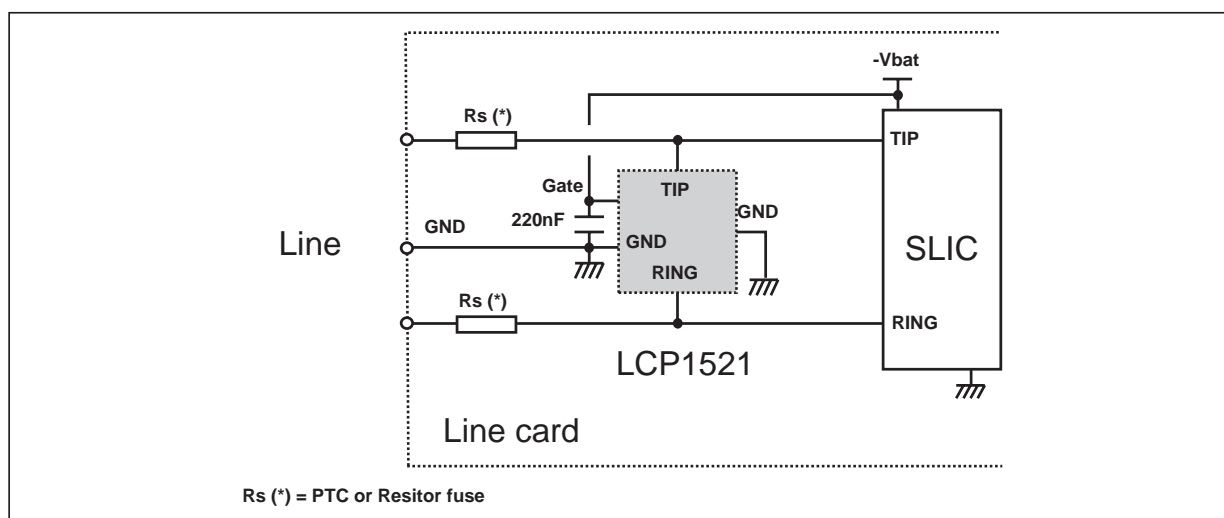 -Vbat
Rs (*)
TIP
Gate
TIP
220nF
GND
GND
GND
Line
SLIC
RING
Rs (*)
RING
LCP1521
Line card
Rs (*) = PTC or Resitor fuse